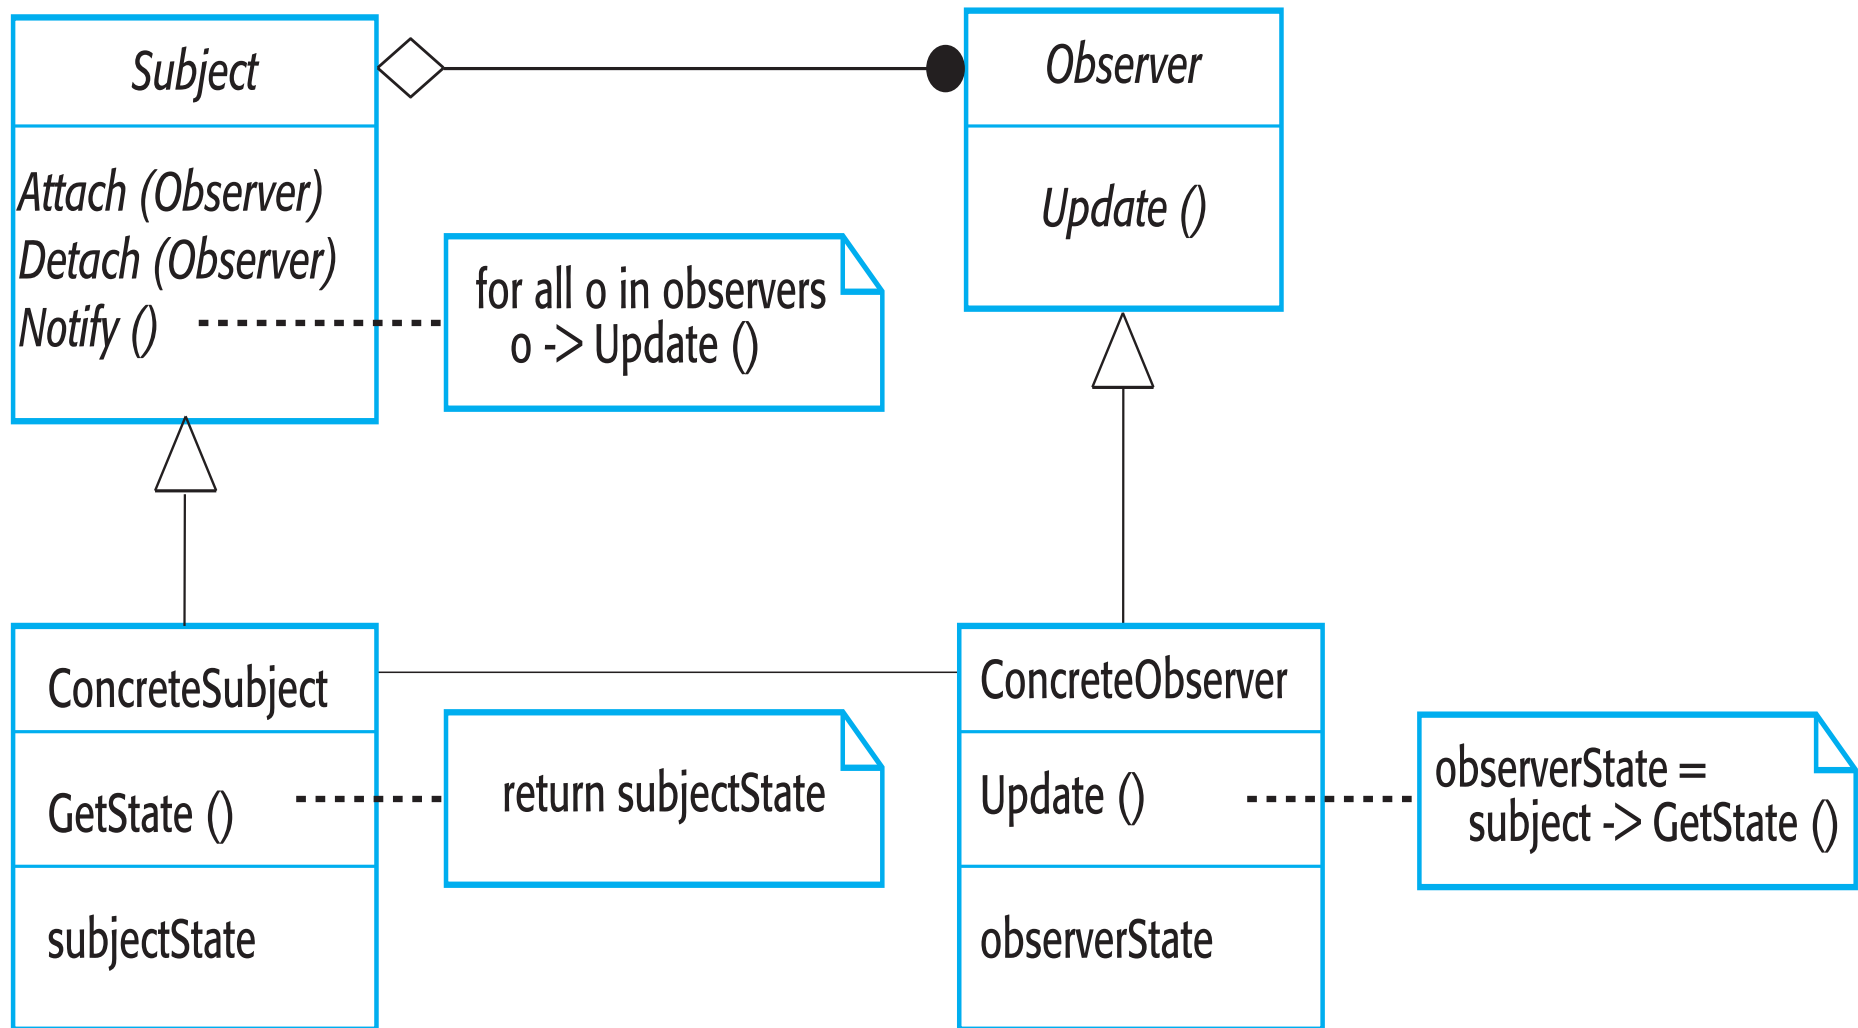 Subject
Attach (Observer)
Detach (Observer)
Notify ()
for all o in observers
o -> Update ()
Observer
Update ()
ConcreteSubject
GetState ()
subjectState
return subjectState
ConcreteObserver
Update ()
observerState
observerState =
subject -> GetState ()